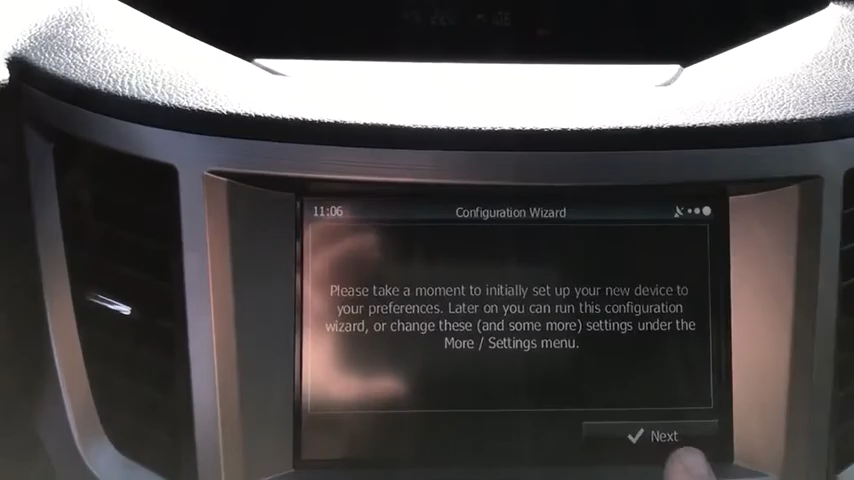 11:06
Configuration Wizard
Please take a moment to initially set up your new device to
your preferences. Later on you can run this configuration
wizard, or change these (and some more) settings under the
More / Settings menu.
Next